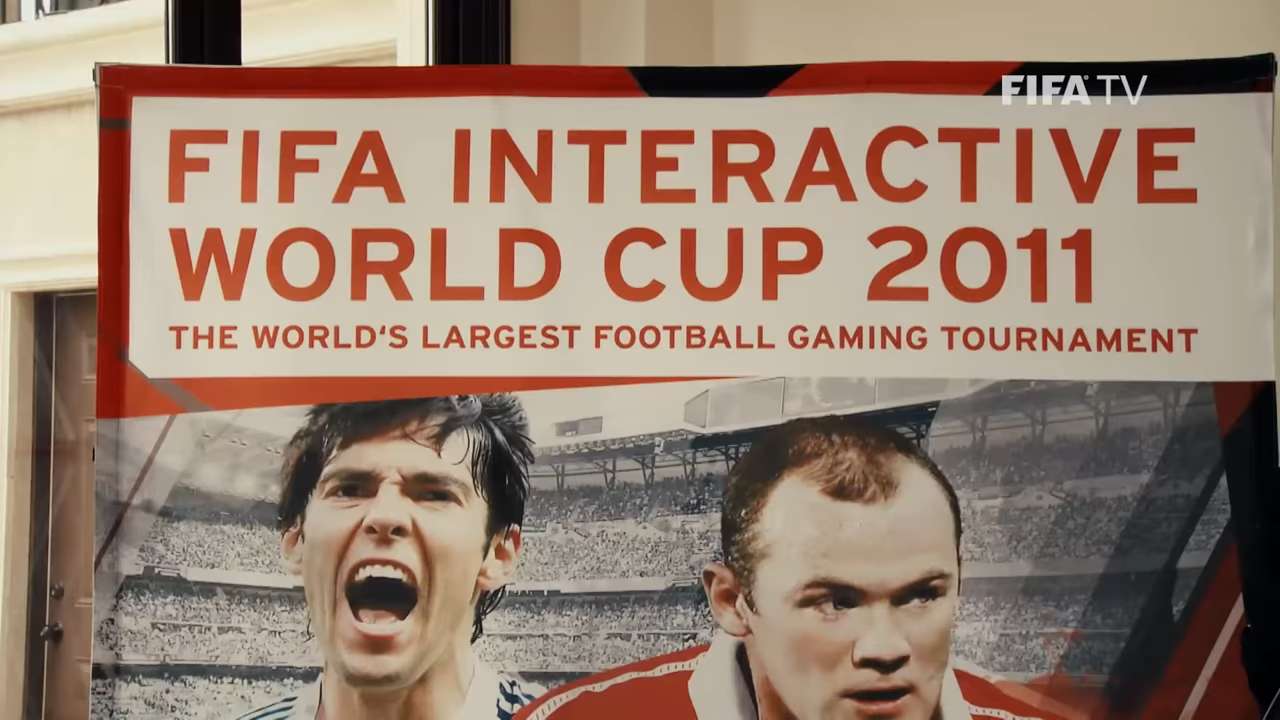 FIFA TV
FIFA INTERACTIVE
WORLD CUP 2011
THE WORLD'S LARGEST FOOTBALL GAMING TOURNAMENT